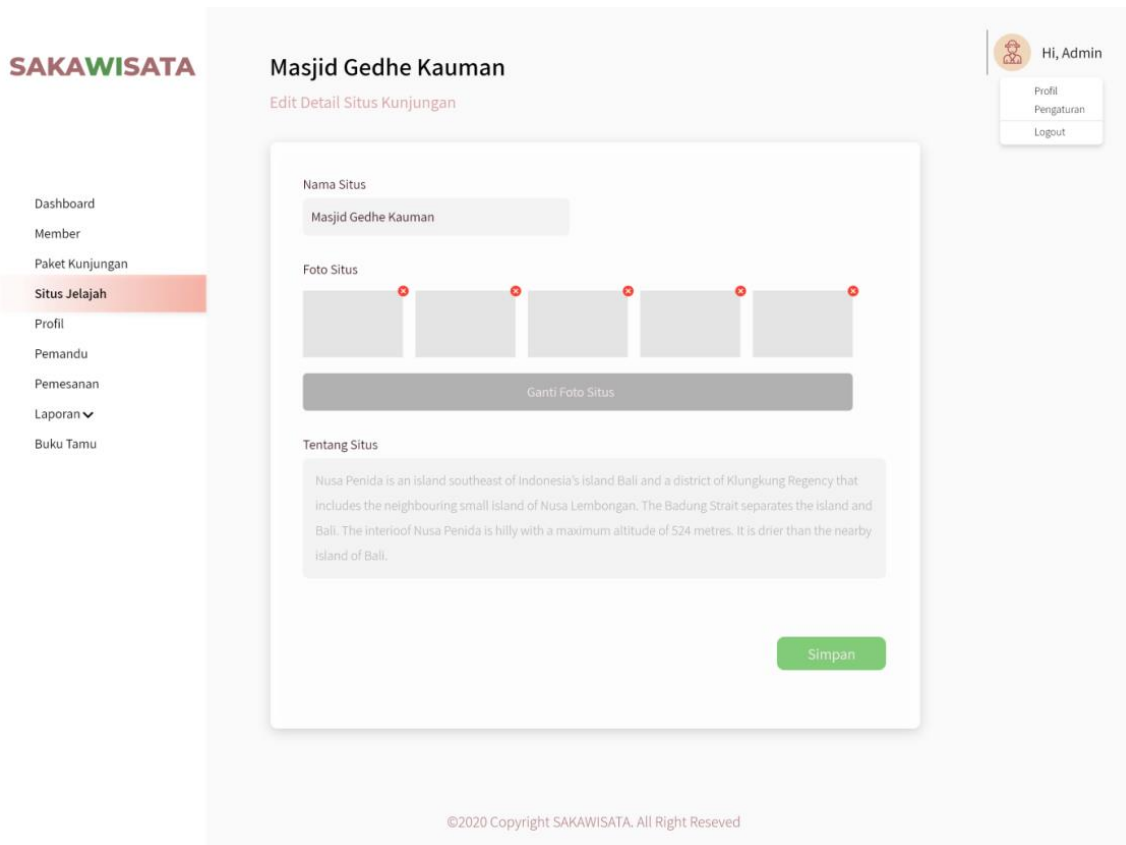 SAKAWISATA
Masjid Gedhe Kauman
Edit Detail Situs Kunjungan
Hi, Admin
Profil
Pengaturan
Logout
Dashboard
Member
Paket Kunjungan
Situs Jelajah
Profil
Pemandu
Pemesanan
Laporan
Buku Tamu
Nama Situs
Masjid Gedhe Kauman
Foto Situs
Ganti Foto Situs
Tentang Situs
Nusa Penida is an island southeast of Indonesia's island Bali and a district of Klungkung Regency that
includes the neighbouring small island of Nusa Lembongan. The Badung Strait separates the island and
Bali. The interioof Nusa Penida is hilly with a maximum altitude of 524 metres. It is drier than the nearby
island of Bali.
Simpan
©2020 Copyright SAKAWISATA. All Right Reseved